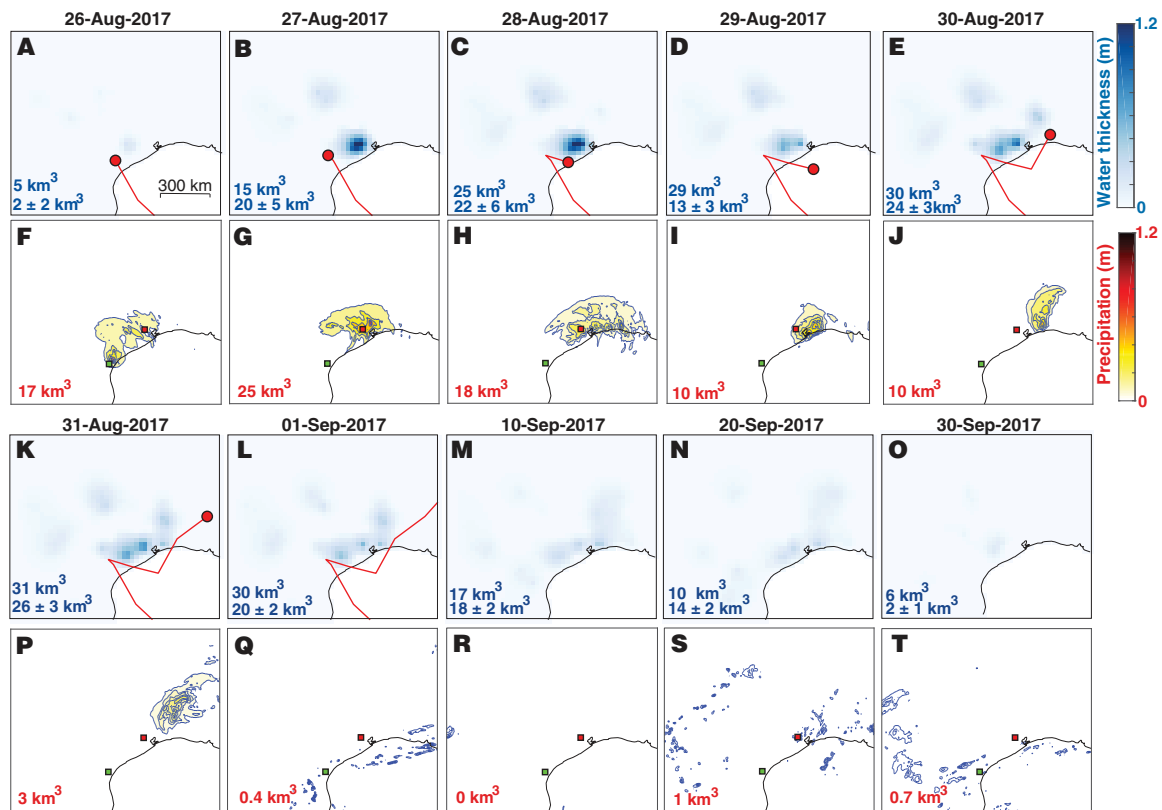 26-Aug-2017 27-Aug-2017 28-Aug-2017 29-Aug-2017 30-Aug-2017
A B C D E
5 km³ 15 km³ 25 km³ 29 km³ 30 km³
2 ± 2 km³ 20 ± 5 km³ 22 ± 6 km³ 13 ± 3 km³ 24 ± 3km³
300 km
1.2
Water thickness (m)
0
F G H I J
17 km³ 25 km³ 18 km³ 10 km³ 10 km³
1.2
Precipitation (m)
0
31-Aug-2017 01-Sep-2017 10-Sep-2017 20-Sep-2017 30-Sep-2017
K L M N O
31 km³ 30 km³ 17 km³ 10 km³ 6 km³
26 ± 3 km³ 20 ± 2 km³ 18 ± 2 km³ 14 ± 2 km³ 2 ± 1 km³
P Q R S T
3 km³ 0.4 km³ 0 km³ 1 km³ 0.7 km³